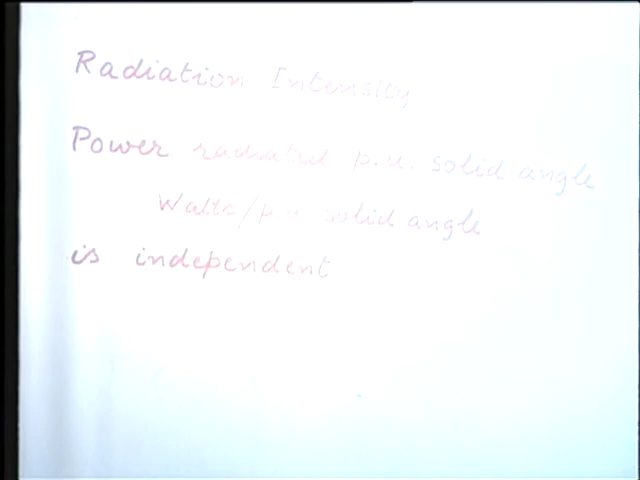 Radiation Intensity
Power radiated p.u. solid angle
Watts/p.u solid angle
is independent